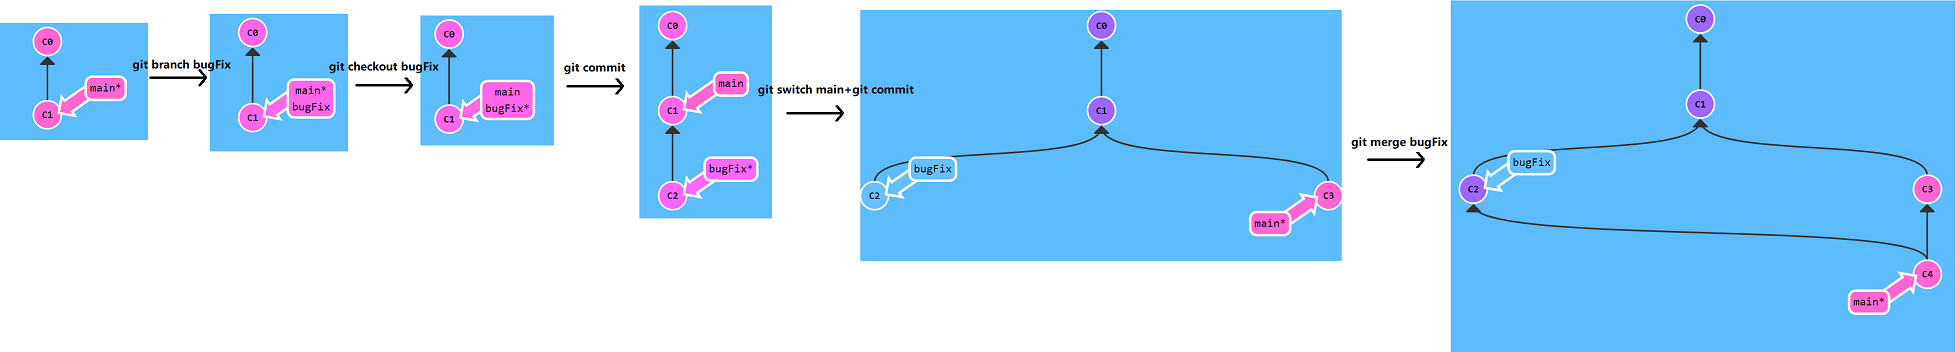 C0
main*
C1
git branch bugFix
C0
main*
bugFix
C1
git checkout bugFix
C0
main
bugFix*
C1
git commit
C0
main
C1
bugFix*
C2
git switch main+git commit
C0
C1
bugFix
C2
C3
main*
git merge bugFix
C0
C1
bugFix
C2
C3
C4
main*